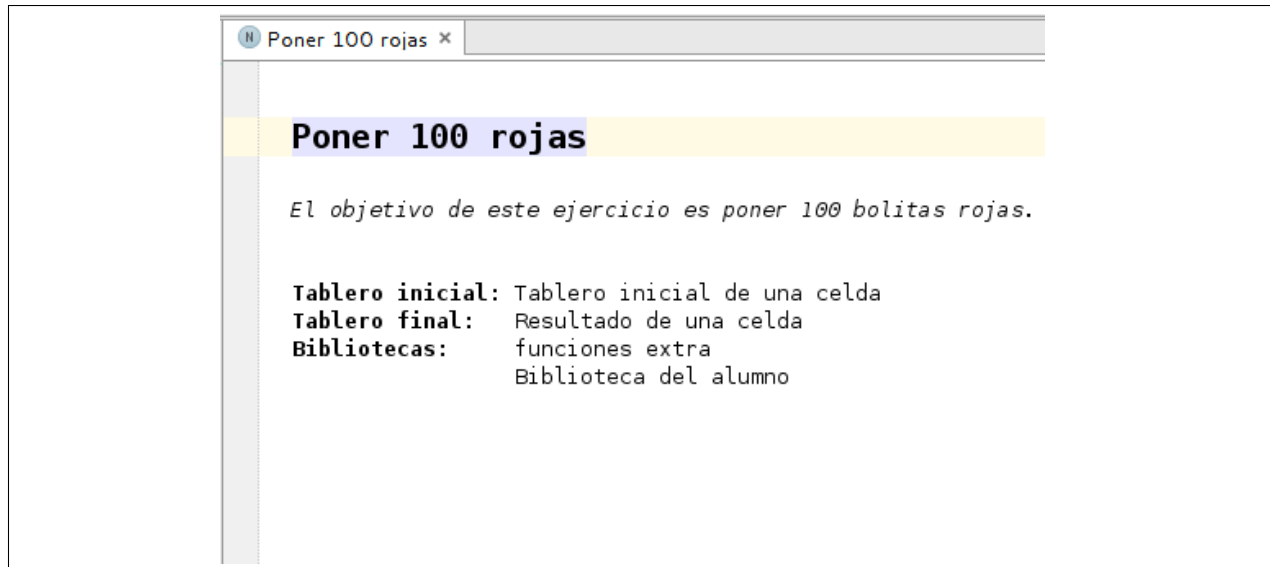 N Poner 100 rojas ×
Poner 100 rojas
El objetivo de este ejercicio es poner 100 bolitas rojas.
Tablero inicial: Tablero inicial de una celda
Tablero final: Resultado de una celda
Bibliotecas: funciones extra
Biblioteca del alumno